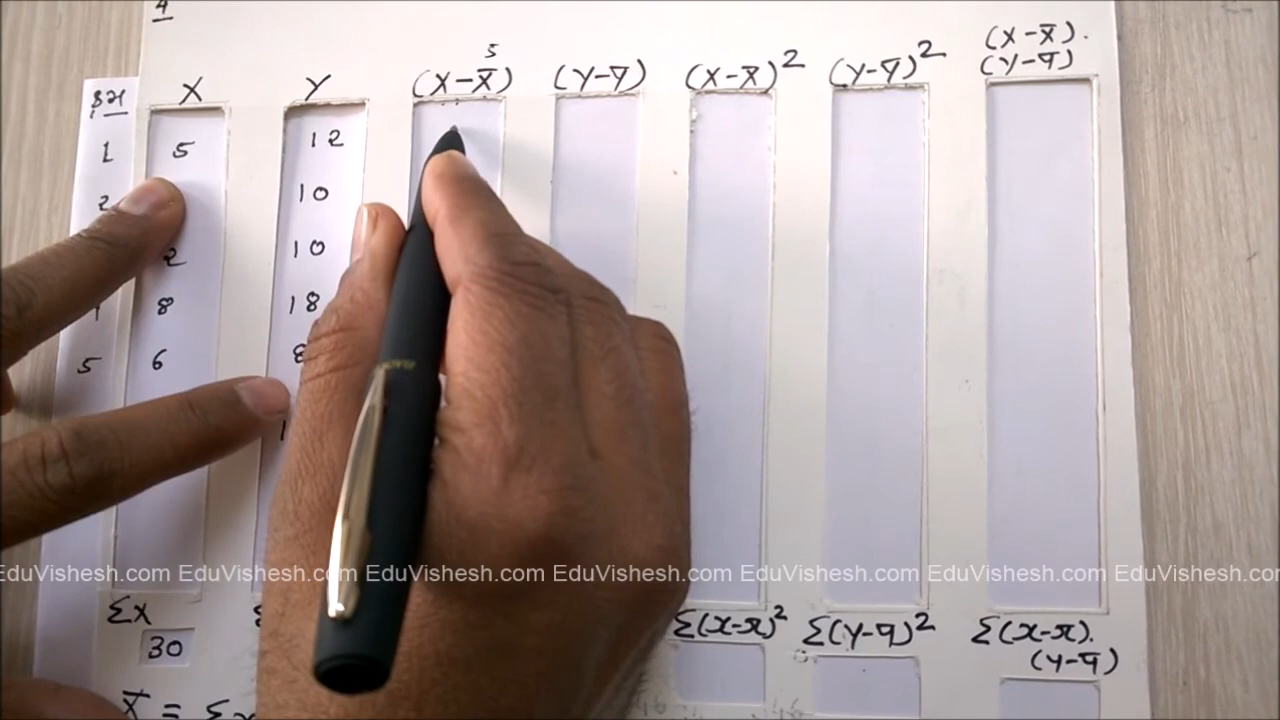 4
(X-X̄) . 
क्रम X Y (X-X̄) 5 (Y-Ȳ) (X-X̄)² (Y-Ȳ)² (Y-Ȳ)
1 5 12
2 10
2 10
8 18
5 6 8
EduVishesh.com EduVishesh.com EduVishesh.com EduVishesh.com EduVishesh.com EduVishesh.com EduVishesh.com
ΣX Σ(X-X̄)² Σ(Y-Ȳ)² Σ(X-X̄).
30 (Y-Ȳ)
X̄ = Σx